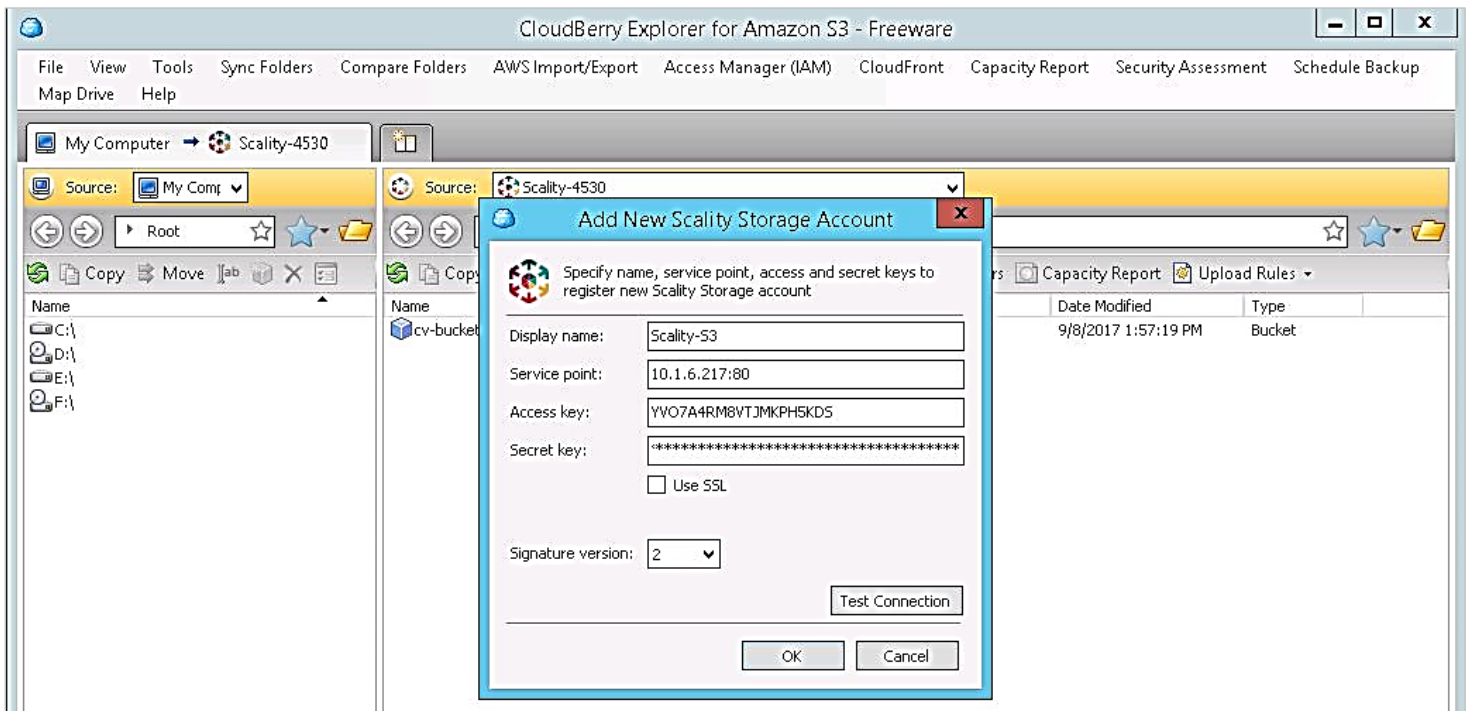 CloudBerry Explorer for Amazon S3 - Freeware
File View Tools Sync Folders Compare Folders AWS Import/Export Access Manager (IAM) CloudFront Capacity Report Security Assessment Schedule Backup
Map Drive Help
My Computer → Scality-4530
Source: My Comp
Source: Scality-4530
Root
Copy Move
Copy
Capacity Report Upload Rules
Name
C:\
D:\
E:\
F:\
Name Date Modified Type
cv-bucket 9/8/2017 1:57:19 PM Bucket
Add New Scality Storage Account
Specify name, service point, access and secret keys to
register new Scality Storage account
Display name: Scality-S3
Service point: 10.1.6.217:80
Access key: YVO7A4RM8VTJMKPH5KDS
Secret key: *************************************
Use SSL
Signature version: 2
Test Connection
OK Cancel